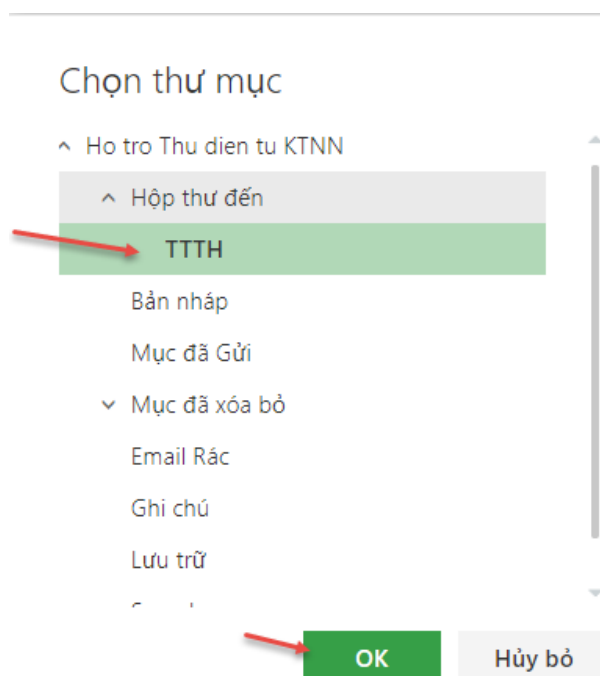 Chọn thư mục
Ho tro Thu dien tu KTNN
Hộp thư đến
TTTH
Bản nháp
Mục đã Gửi
Mục đã xóa bỏ
Email Rác
Ghi chú
Lưu trữ
OK Hủy bỏ